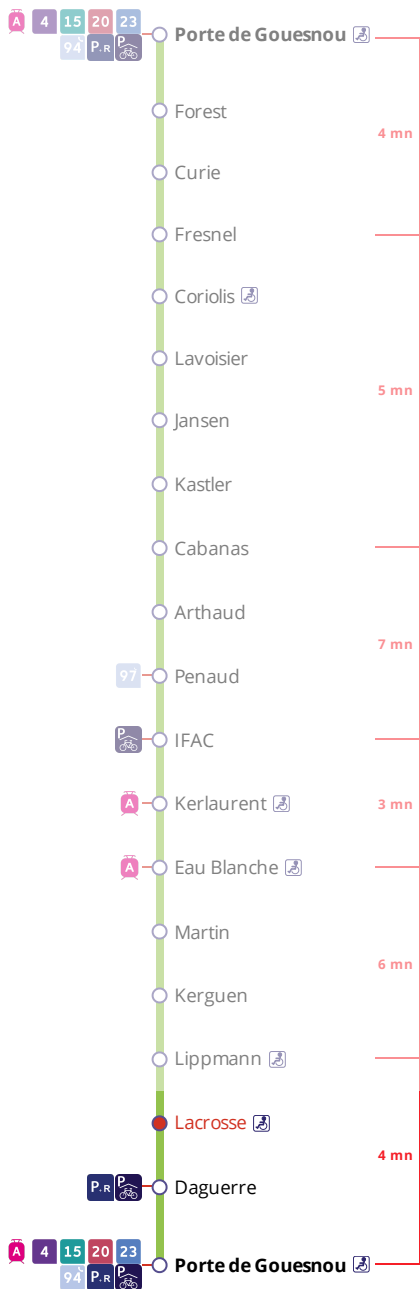 A 4 15 20 23 Porte de Gouesnou
94 P+R P
4 mn
Forest
Curie
Fresnel
Coriolis
Lavoisier
5 mn
Jansen
Kastler
Cabanas
Arthaud
7 mn
97 Penaud
P IFAC
A Kerlaurent
3 mn
A Eau Blanche
Martin
6 mn
Kerguen
Lippmann
Lacrosse
4 mn
P+R P Daguerre
A 4 15 20 23 Porte de Gouesnou
94 P+R P